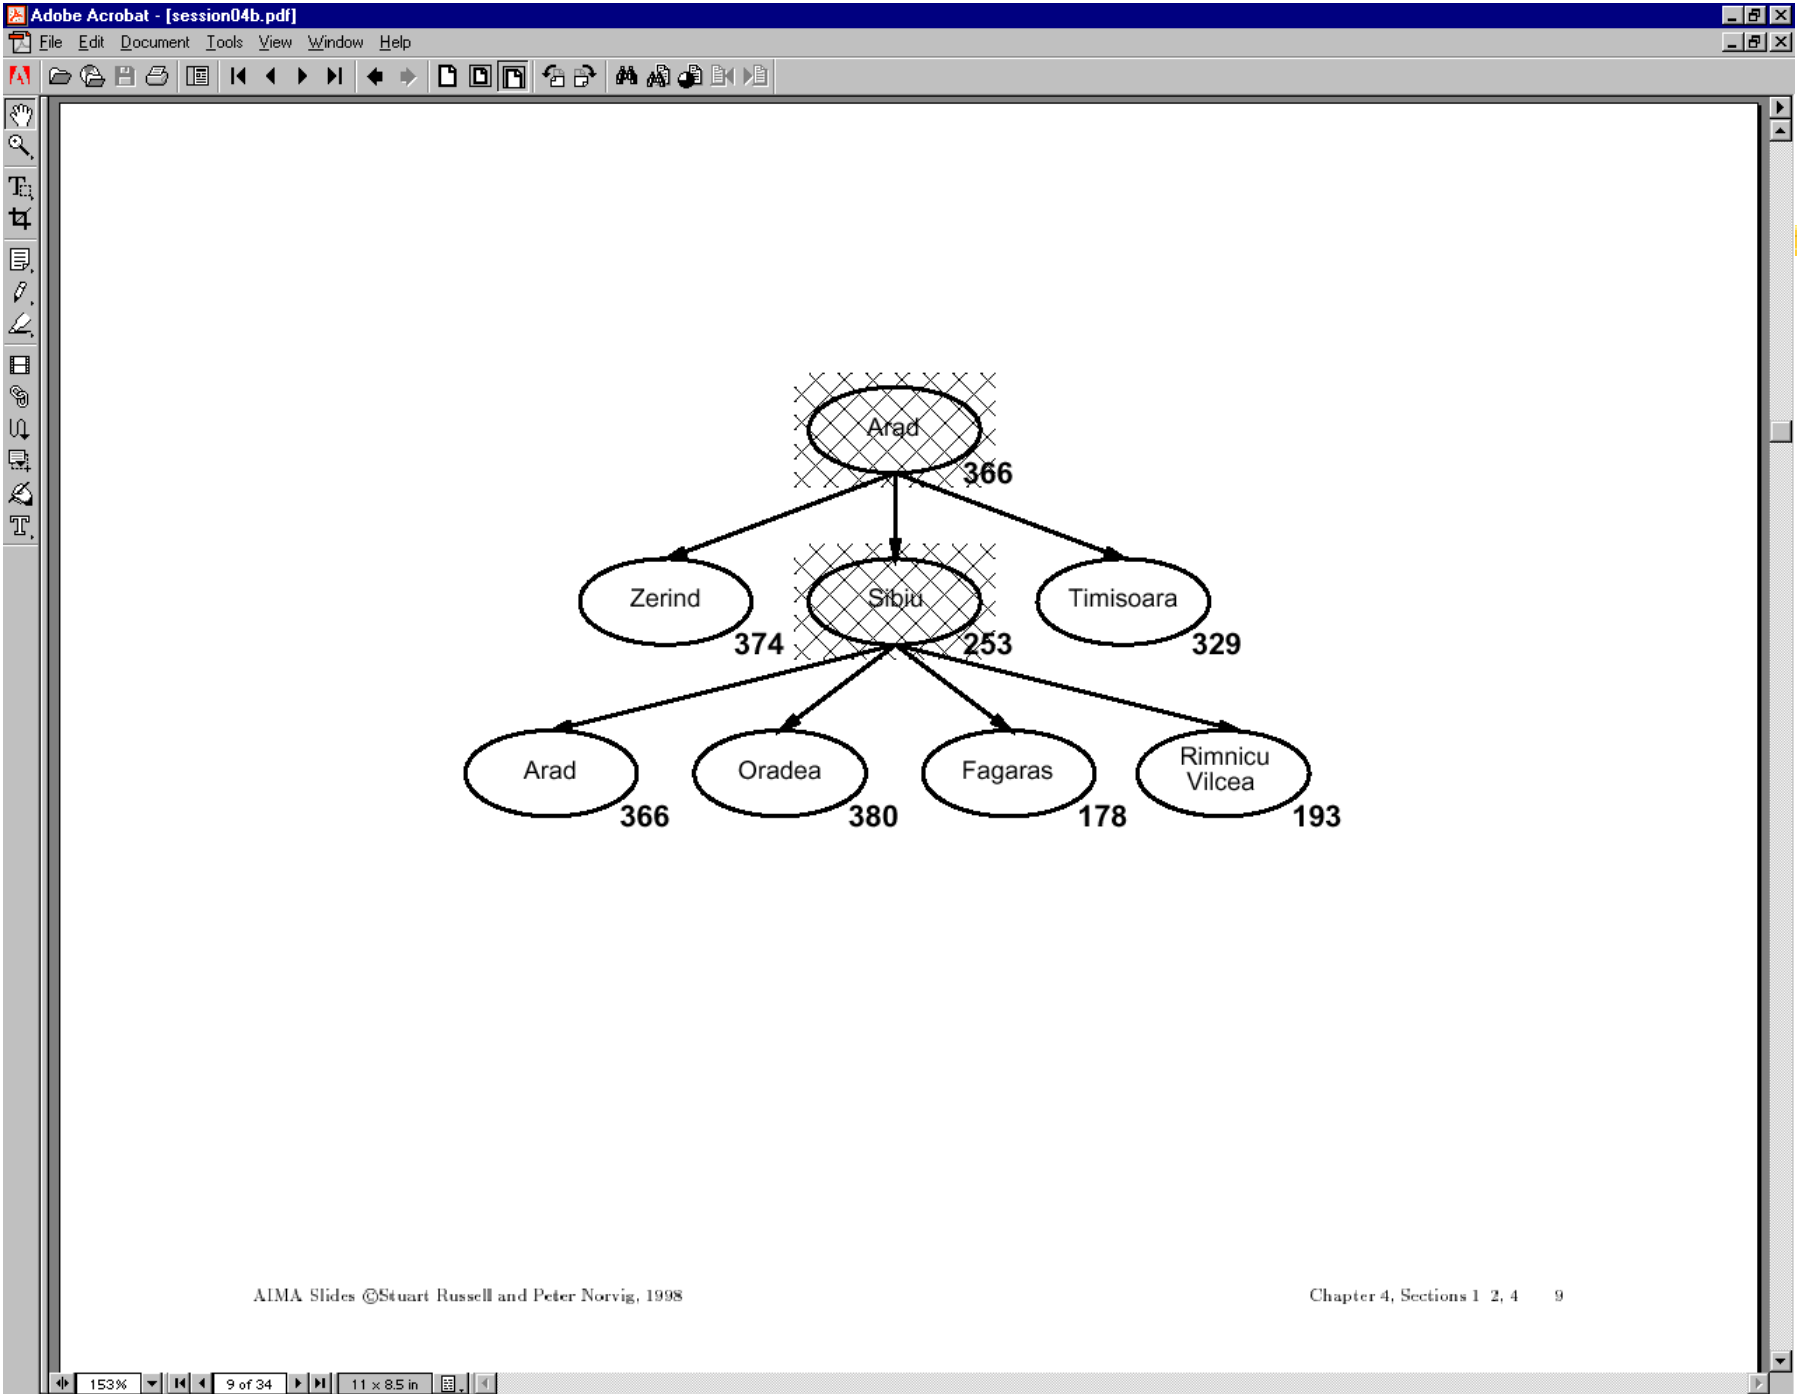 Adobe Acrobat - [session04b.pdf]
File Edit Document Tools View Window Help
Arad
366
Zerind
374
Sibiu
253
Timisoara
329
Arad
366
Oradea
380
Fagaras
178
Rimnicu
Vilcea
193
AIMA Slides ©Stuart Russell and Peter Norvig, 1998
Chapter 4, Sections 1 2, 4 9
153% 9 of 34 11 x 8.5 in